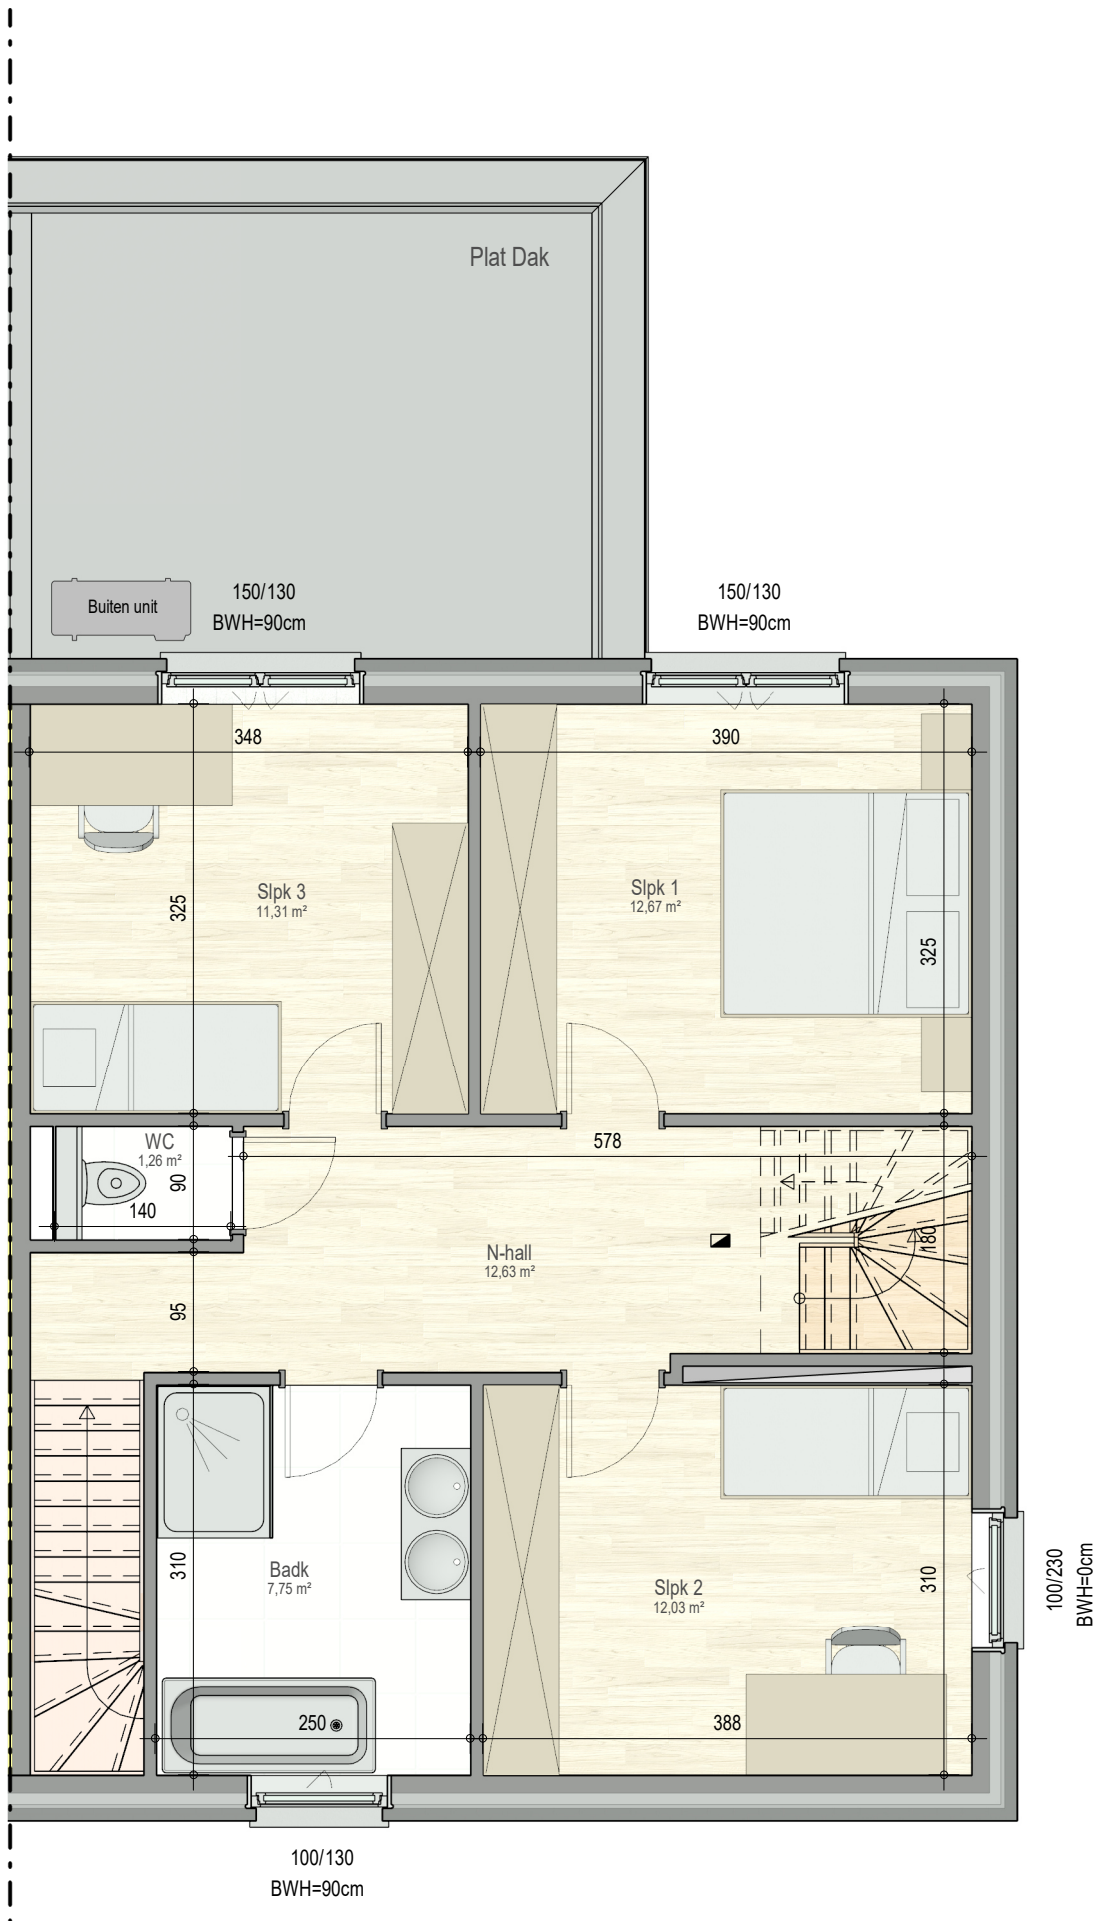 Plat Dak
Buiten unit
150/130
BWH=90cm
150/130
BWH=90cm
348
390
325
Slpk 3
11,31 m²
Slpk 1
12,67 m²
325
WC
1,26 m²
90
140
578
N-hall
12,63 m²
180
95
310
Badk
7,75 m²
Slpk 2
12,03 m²
310
100/230
BWH=0cm
250
388
100/130
BWH=90cm